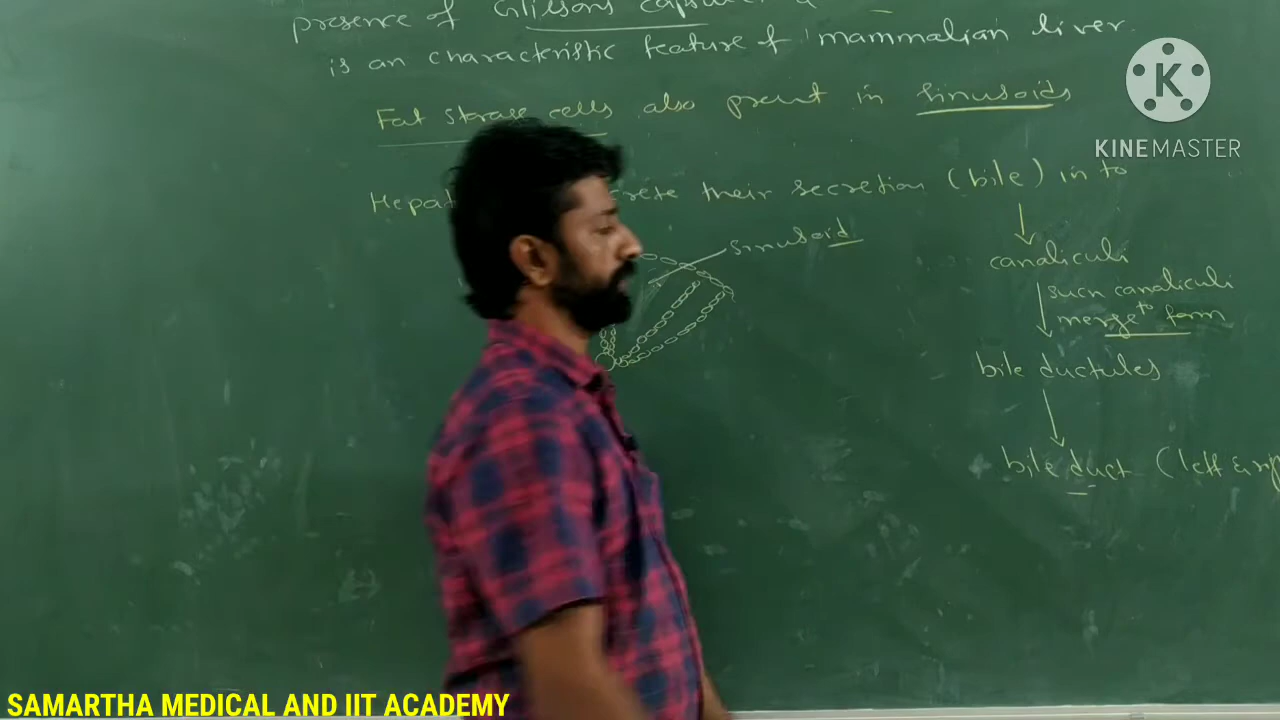 presence of Glisson's capsule
is an characteristic feature of mammalian liver.
Fat storage cells also present in sinusoids
their secretion (bile) in to
sinusoid
canaliculi
such canaliculi
merge to form
bile ductules
bile duct (left &
K
KINEMASTER
SAMARTHA MEDICAL AND IIT ACADEMY